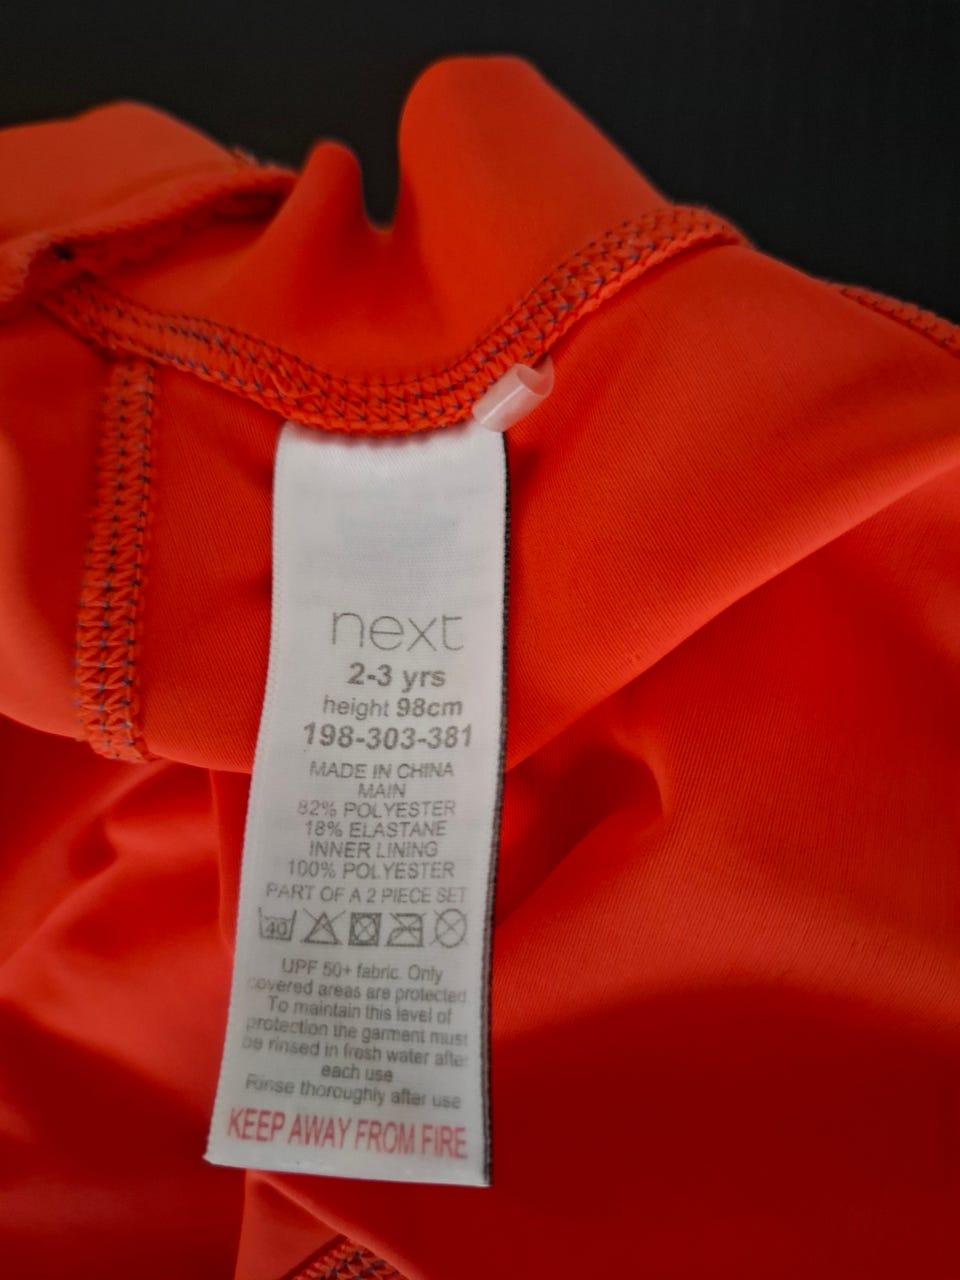 next
2-3 yrs
height 98cm
198-303-381
MADE IN CHINA
MAIN
82% POLYESTER
18% ELASTANE
INNER LINING
100% POLYESTER
PART OF A 2 PIECE SET
40
UPF 50+ fabric. Only
covered areas are protected.
To maintain this level of
protection the garment must
be rinsed in fresh water after
each use
Rinse thoroughly after use
KEEP AWAY FROM FIRE